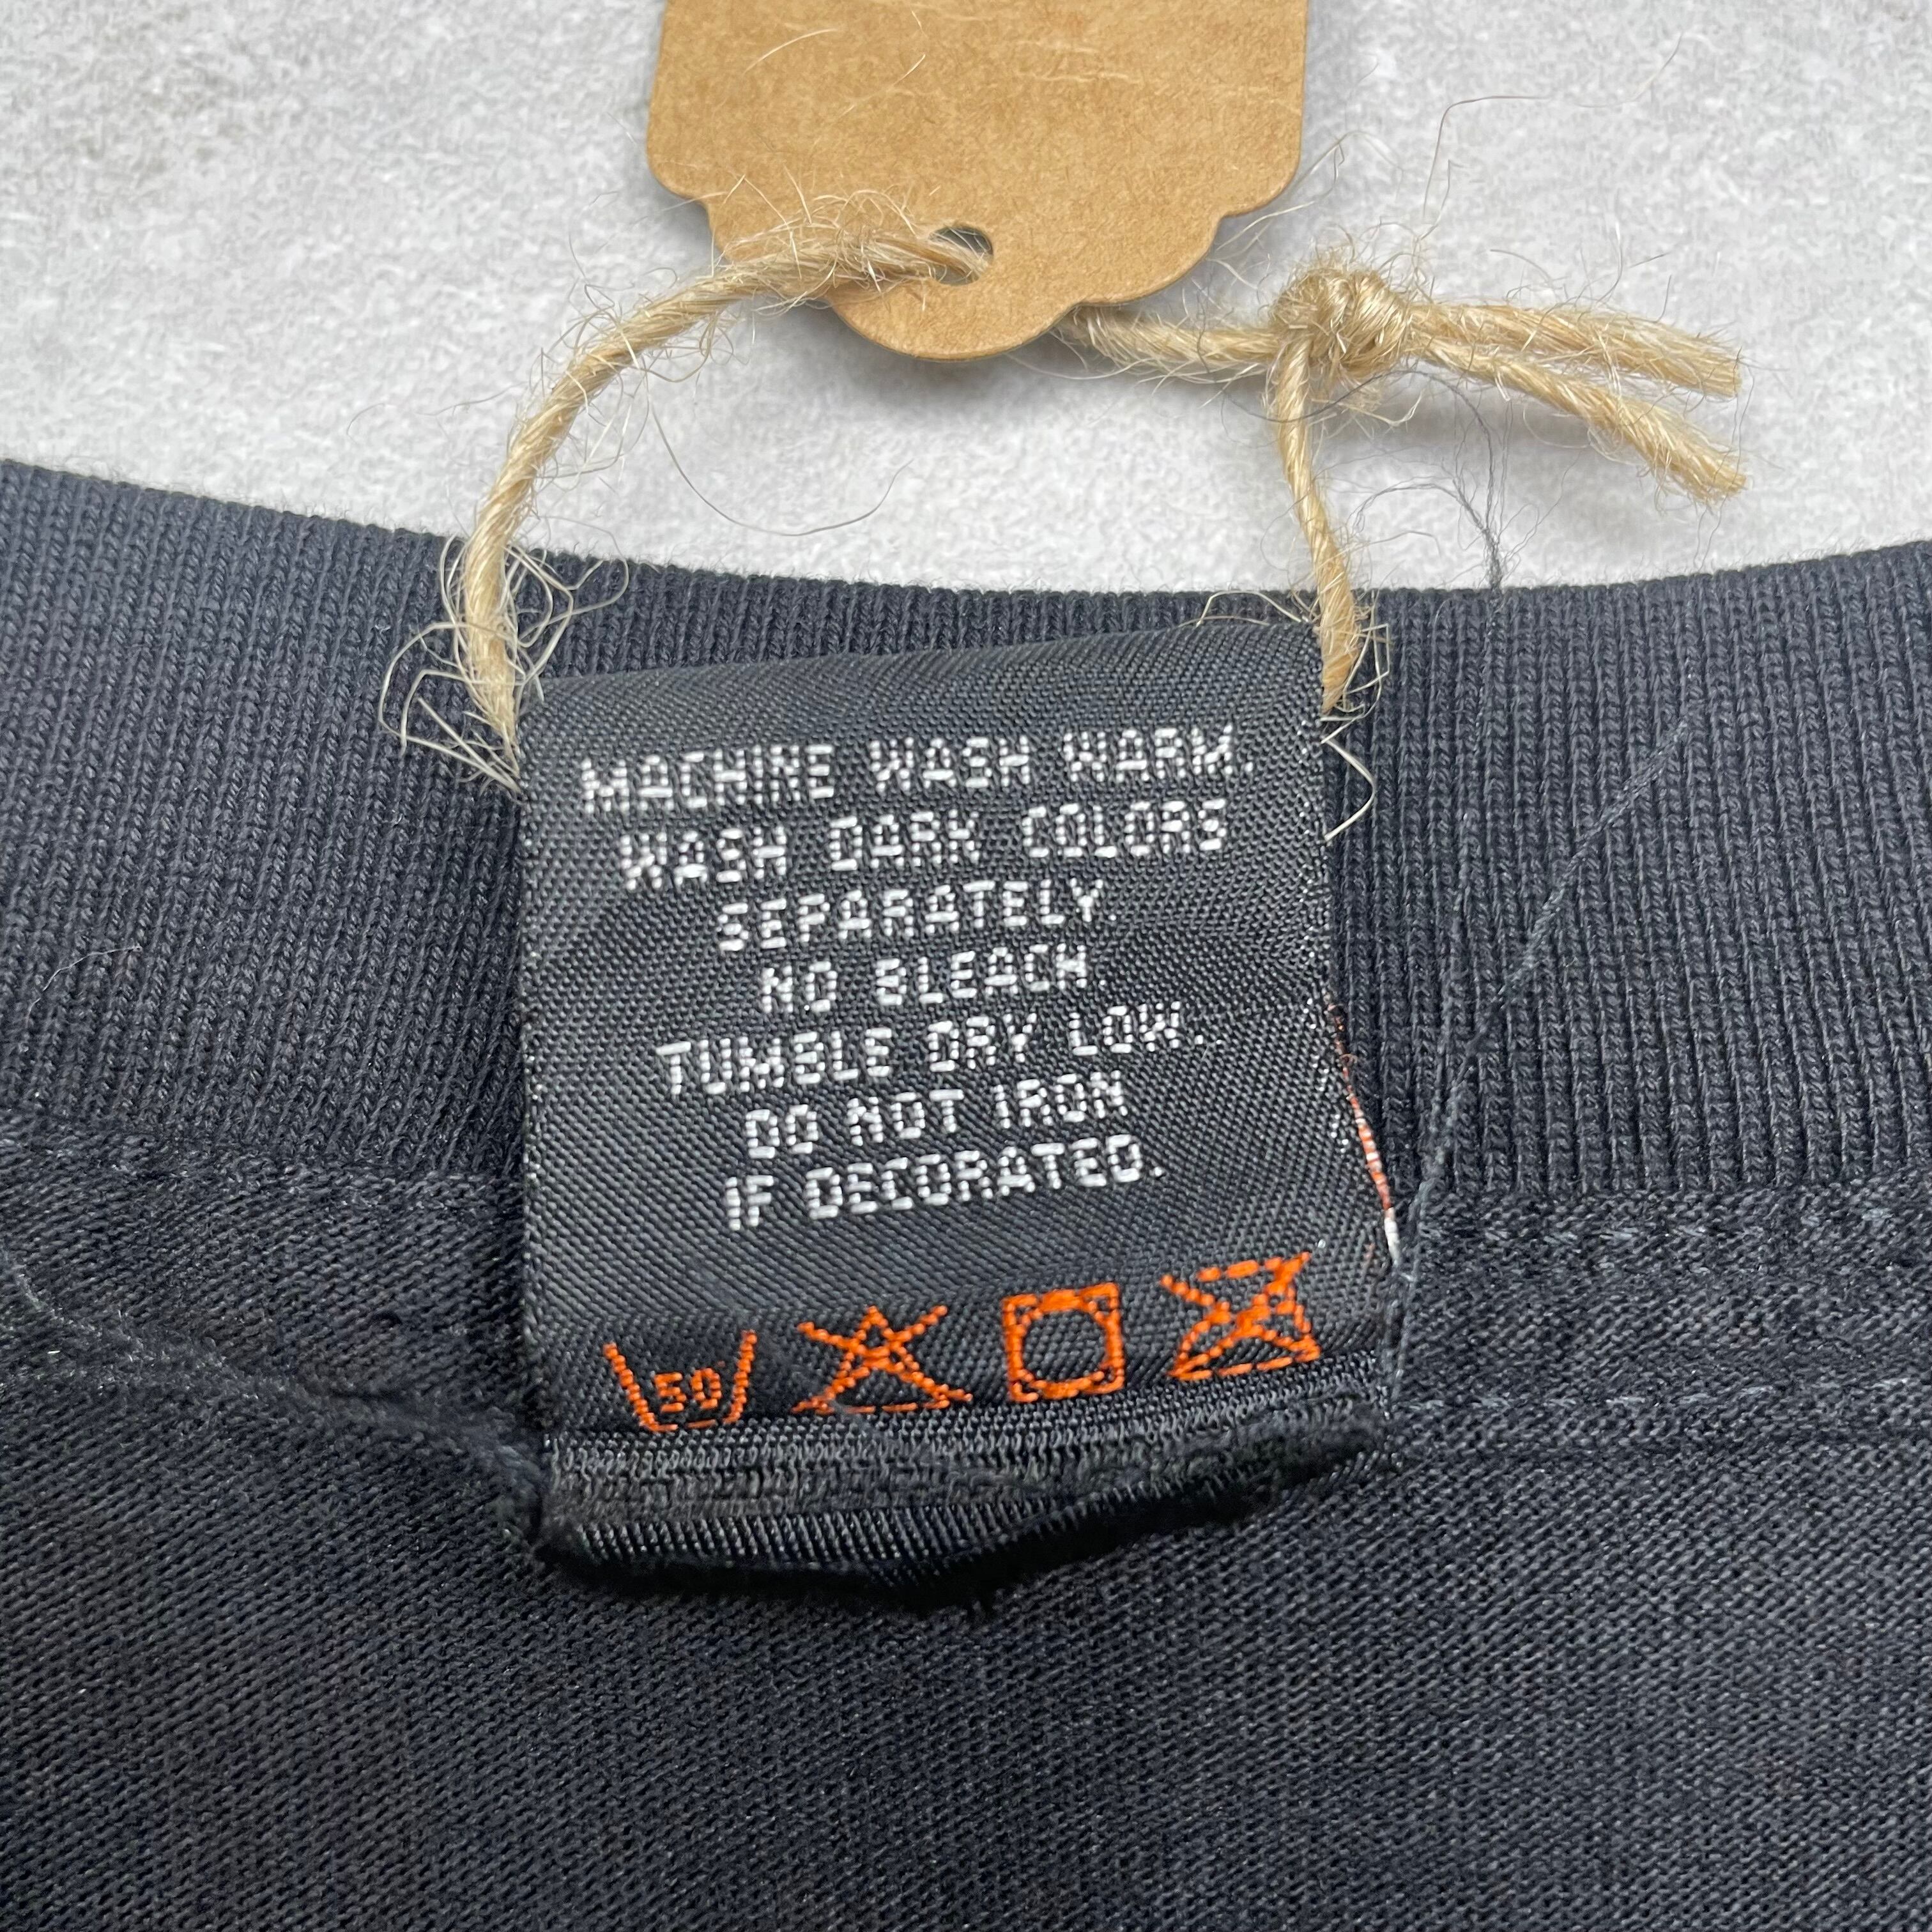 MACHINE WASH WARM.
WASH DARK COLORS
SEPARATELY.
NO BLEACH.
TUMBLE DRY LOW.
DO NOT IRON
IF DECORATED.
50